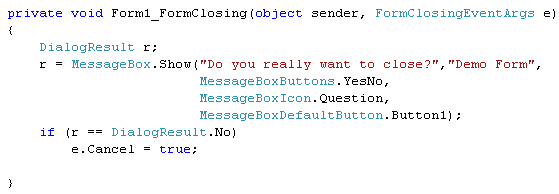 private void Form1_FormClosing(object sender, FormClosingEventArgs e)
{
    DialogResult r;
    r = MessageBox.Show("Do you really want to close?","Demo Form",
                        MessageBoxButtons.YesNo,
                        MessageBoxIcon.Question,
                        MessageBoxDefaultButton.Button1);
    if (r == DialogResult.No)
        e.Cancel = true;
}